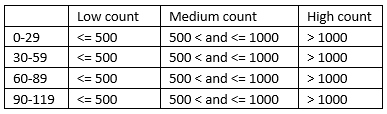 Low count Medium count High count
0-29 <= 500 500 < and <= 1000 > 1000
30-59 <= 500 500 < and <= 1000 > 1000
60-89 <= 500 500 < and <= 1000 > 1000
90-119 <= 500 500 < and <= 1000 > 1000